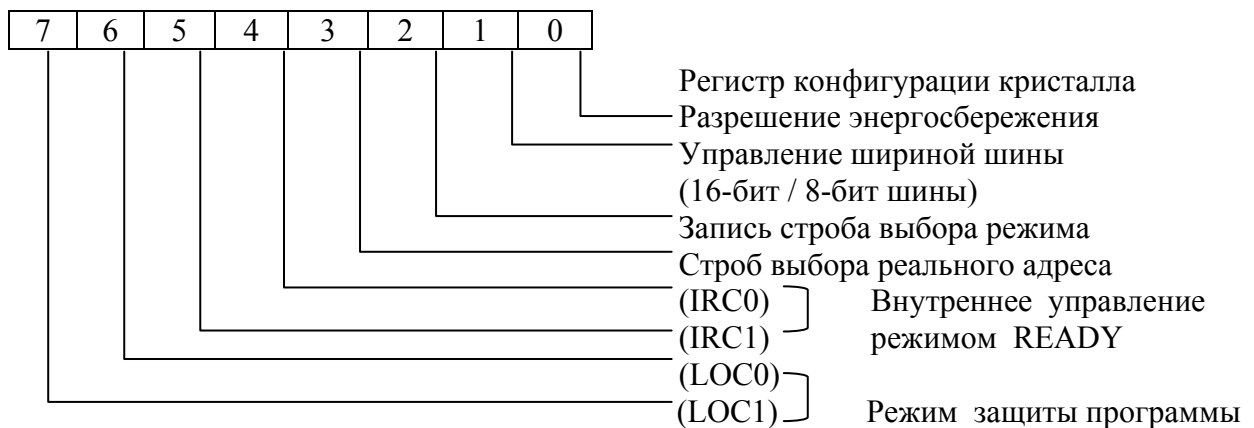 7 6 5 4 3 2 1 0
Регистр конфигурации кристалла
Разрешение энергосбережения
Управление шириной шины
(16-бит / 8-бит шины)
Запись строба выбора режима
Строб выбора реального адреса
(IRC0) Внутреннее управление
(IRC1) режимом READY
(LOC0)
(LOC1) Режим защиты программы